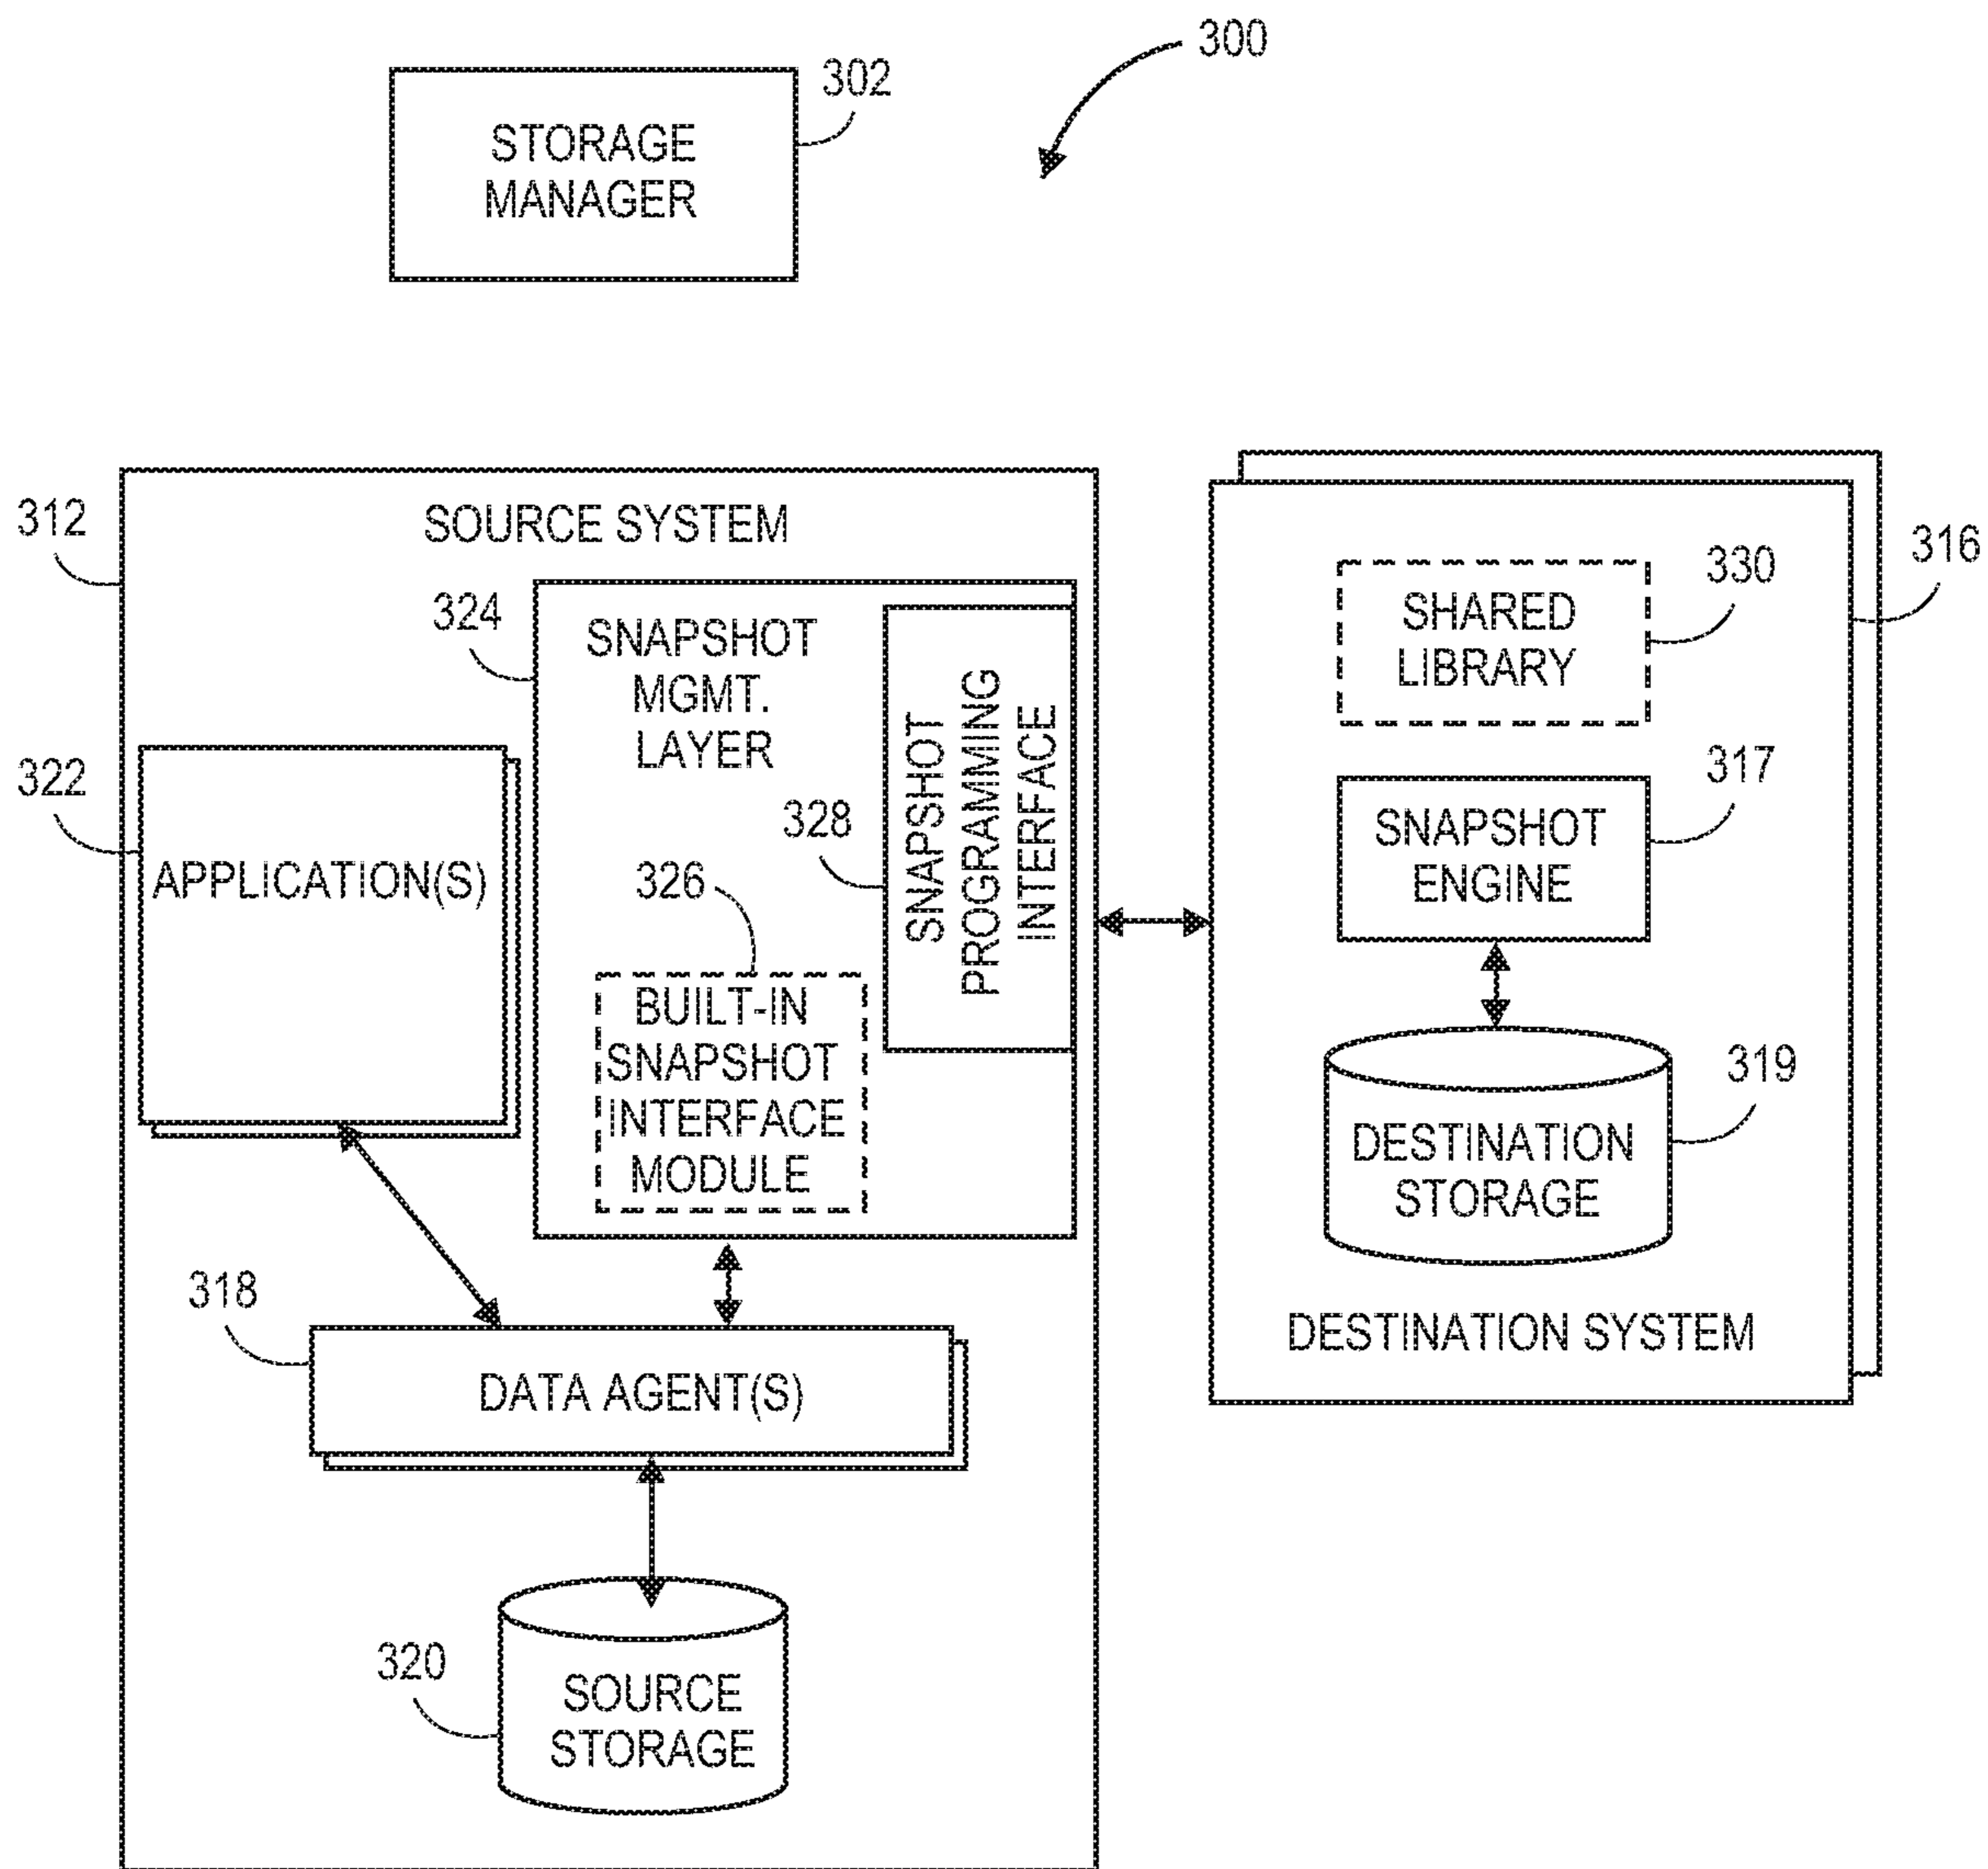 300
302
STORAGE
MANAGER
312
SOURCE SYSTEM
324
SNAPSHOT
MGMT.
LAYER
SNAPSHOT
PROGRAMMING
INTERFACE
328
326
BUILT-IN
SNAPSHOT
INTERFACE
MODULE
322
APPLICATION(S)
318
DATA AGENT(S)
320
SOURCE
STORAGE
316
330
SHARED
LIBRARY
317
SNAPSHOT
ENGINE
319
DESTINATION
STORAGE
DESTINATION SYSTEM